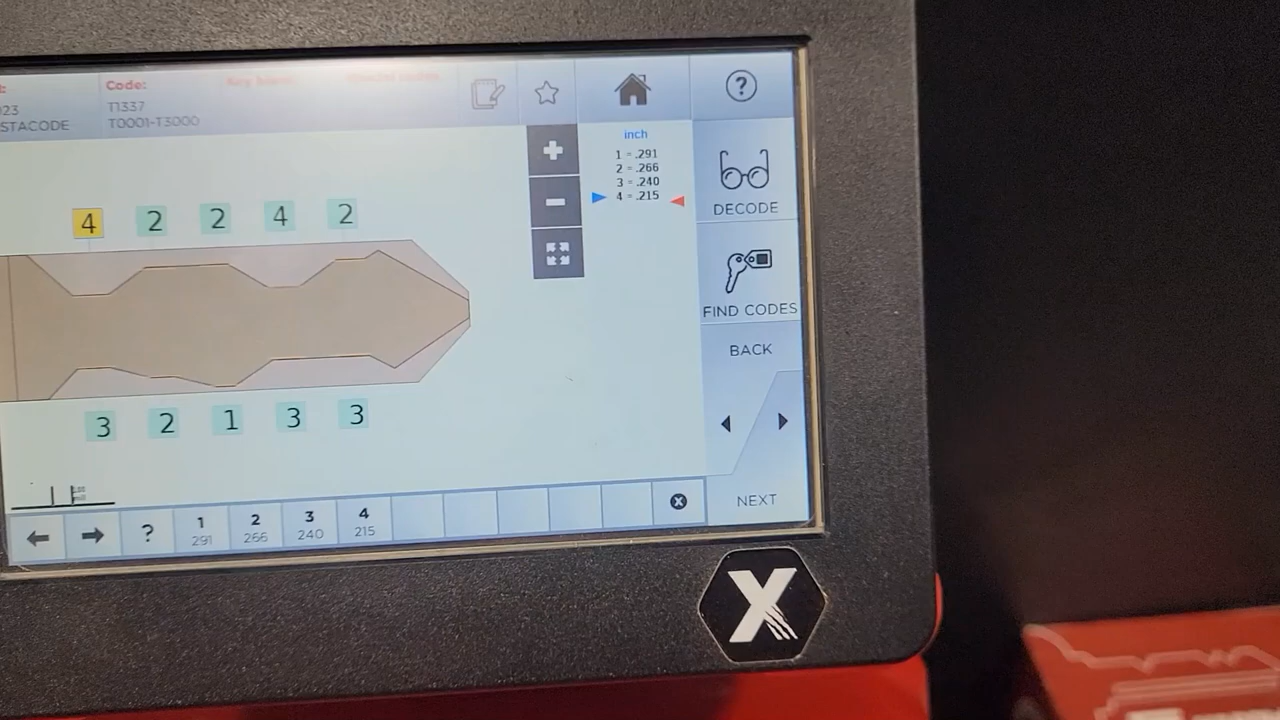 Code:
23
T1337
STACODE
T0001-T3000
?
inch
1 = .291
2 = .266
3 = .240
4 = .215
DECODE
4 2 2 4 2
FIND CODES
BACK
3 2 1 3 3
NEXT
? 1 2 3 4
291 266 240 215
X